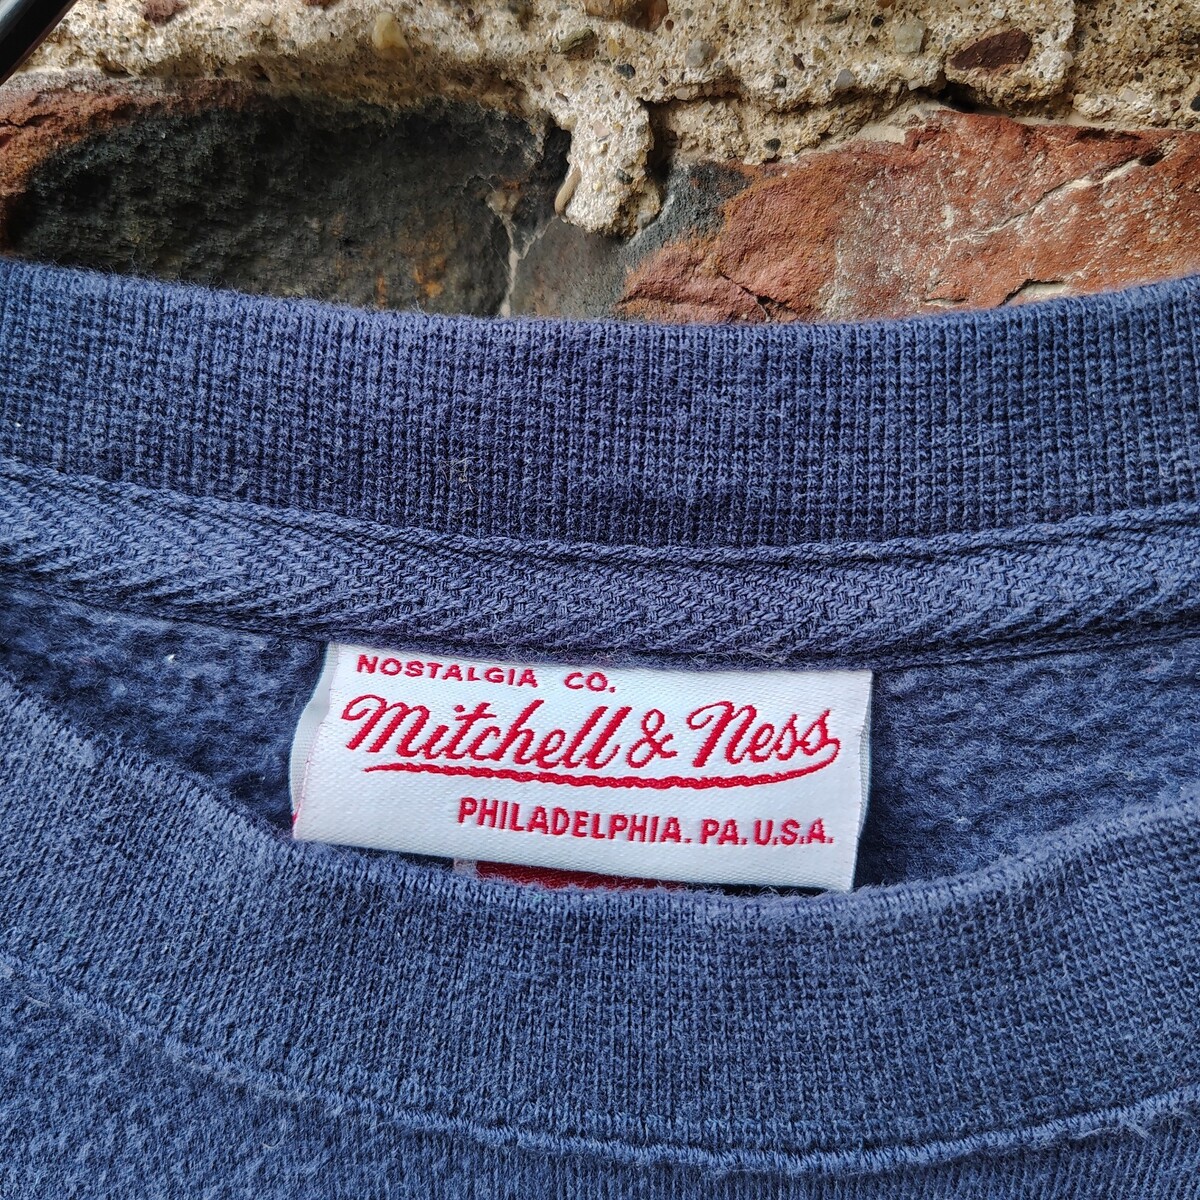 NOSTALGIA CO.
Mitchell & Ness
PHILADELPHIA. PA. U.S.A.